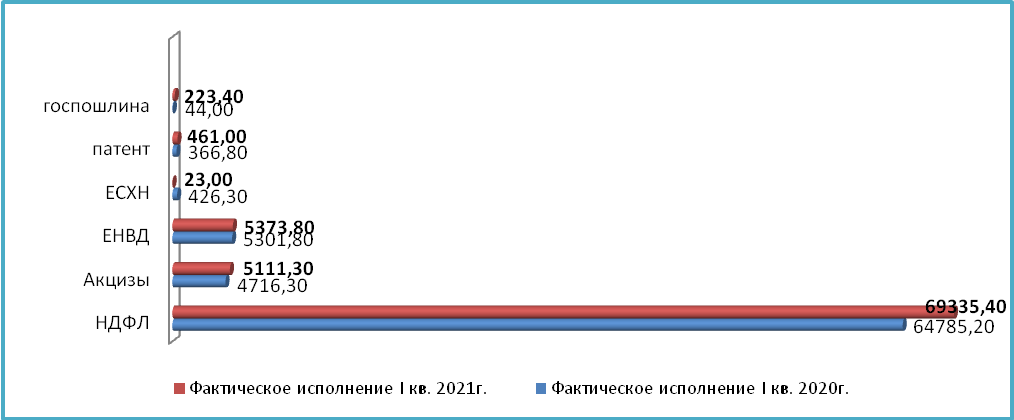 госпошлина
223,40
44,00
патент
461,00
366,80
ЕСХН
23,00
426,30
ЕНВД
5373,80
5301,80
Акцизы
5111,30
4716,30
НДФЛ
69335,40
64785,20
Фактическое исполнение I кв. 2021г.
Фактическое исполнение I кв. 2020г.